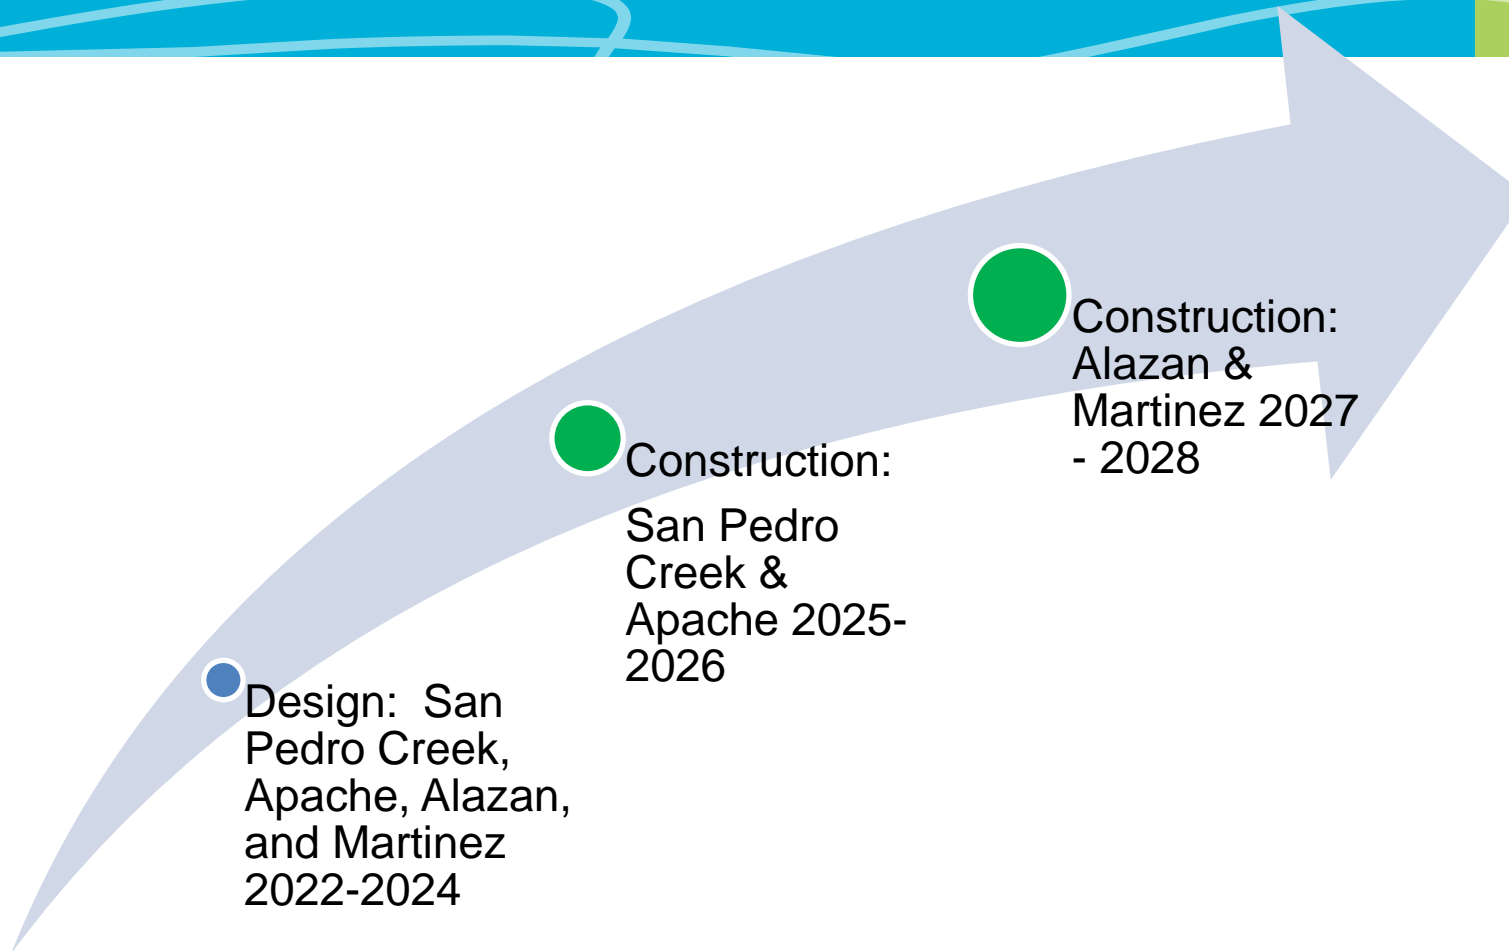 Construction:
Alazan &
Martinez 2027
- 2028
Construction:
San Pedro
Creek &
Apache 2025-
2026
Design:  San
Pedro Creek,
Apache, Alazan,
and Martinez
2022-2024